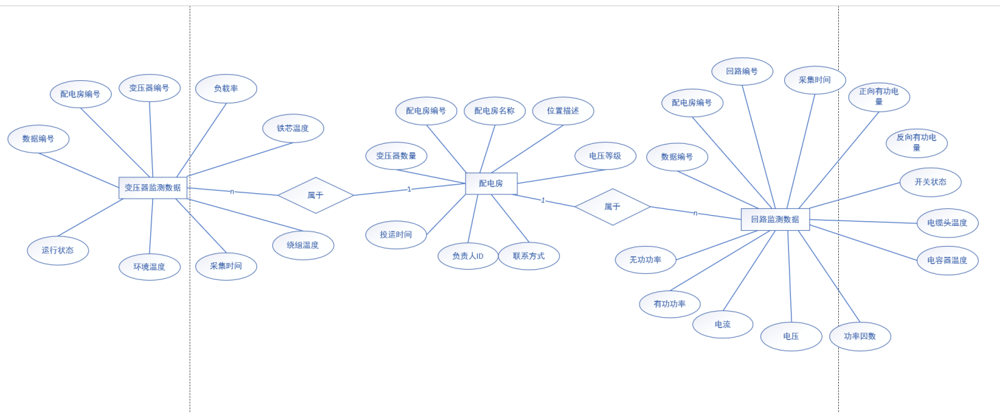 回路编号
采集时间
变压器编号
负载率
配电房编号
正向有功电
量
配电房编号
配电房编号
配电房名称
位置描述
铁芯温度
数据编号
反向有功电
量
变压器数量
电压等级
数据编号
变压器监测数据
n
属于
1
配电房
1
属于
n
回路监测数据
开关状态
电缆头温度
投运时间
运行状态
环境温度
采集时间
绕组温度
负责人ID
联系方式
无功功率
电容器温度
有功功率
电流
电压
功率因数